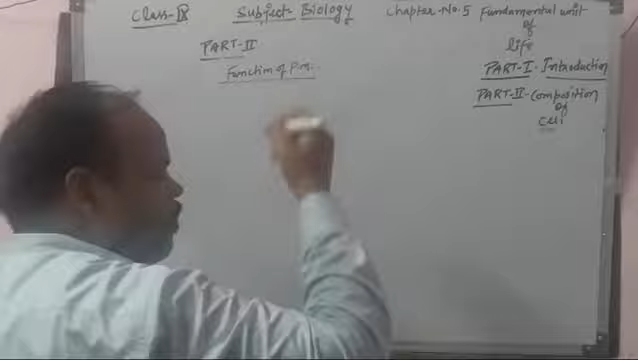 Class-IX Subject- Biology Chapter-No.5 Fundamental unit
of
life
PART-II
Function of P.m.
PART-I- Introduction
PART-II- Composition
of
cell